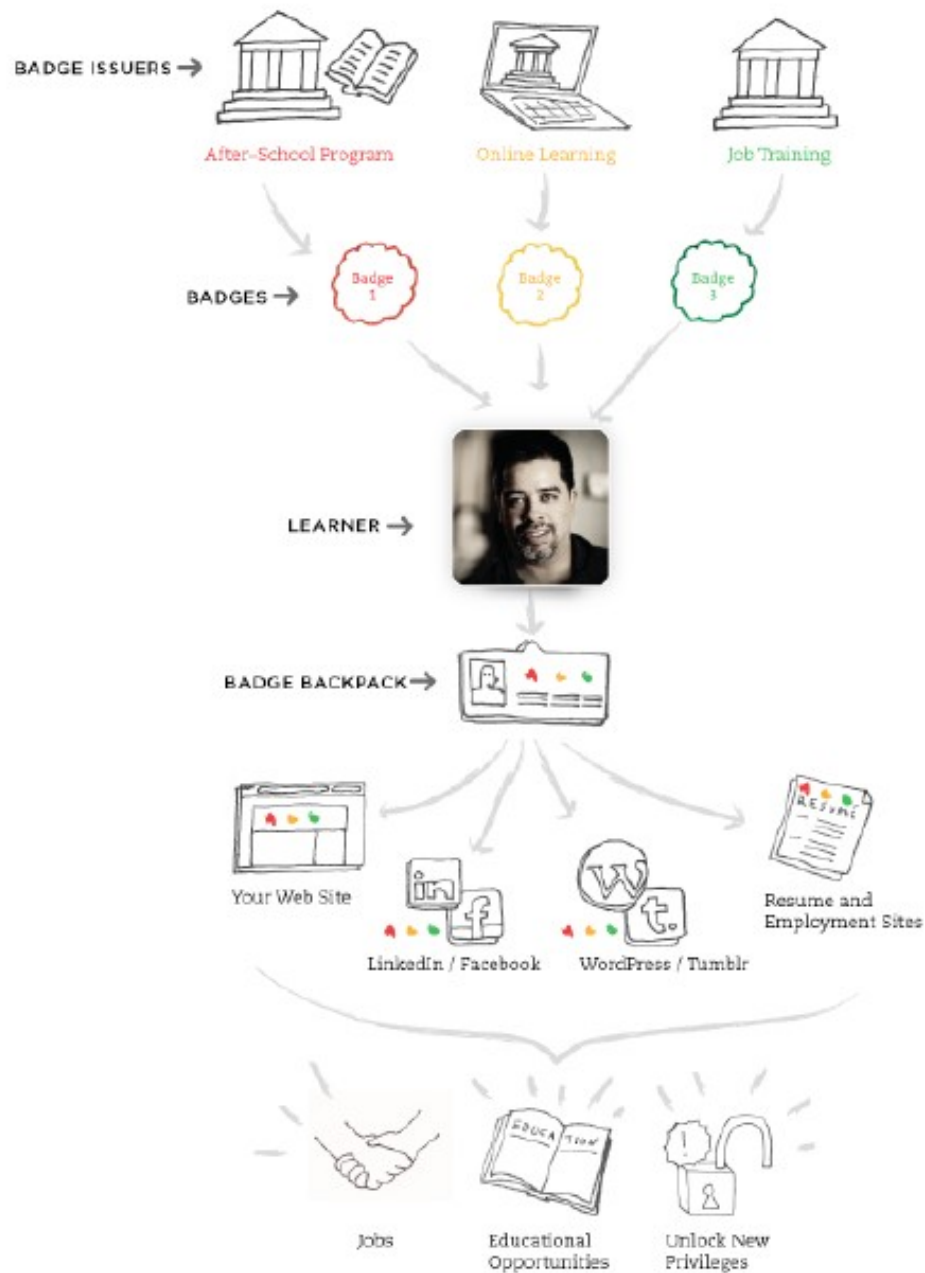 BADGE ISSUERS →
After-School Program
Online Learning
Job Training
BADGES →
Badge
1
Badge
2
Badge
3
LEARNER →
BADGE BACKPACK →
RESUMÉ
Your Web Site
in
f
LinkedIn / Facebook
W
t.
WordPress / Tumblr
Resume and
Employment Sites
EDUCATION
!
Jobs
Educational
Opportunities
Unlock New
Privileges